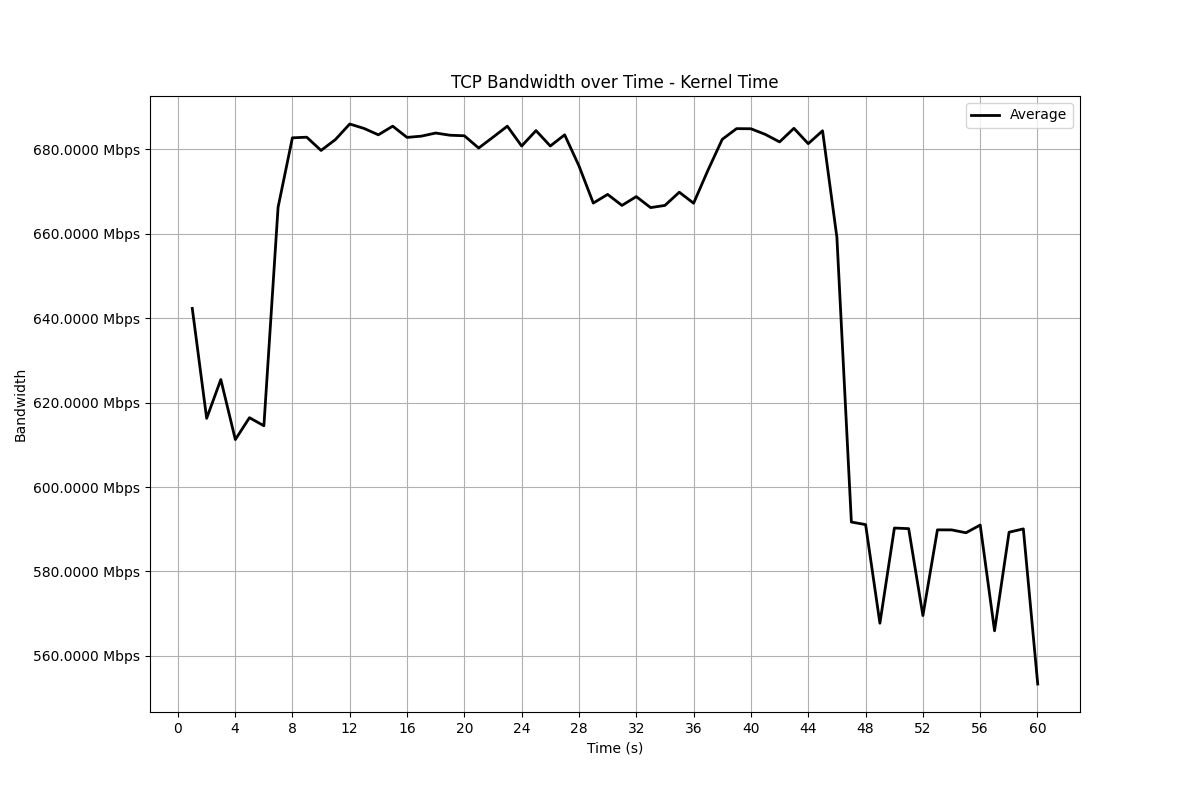 TCP Bandwidth over Time - Kernel Time
Average
680.0000 Mbps
660.0000 Mbps
640.0000 Mbps
620.0000 Mbps
600.0000 Mbps
580.0000 Mbps
560.0000 Mbps
Bandwidth
0 4 8 12 16 20 24 28 32 36 40 44 48 52 56 60
Time (s)